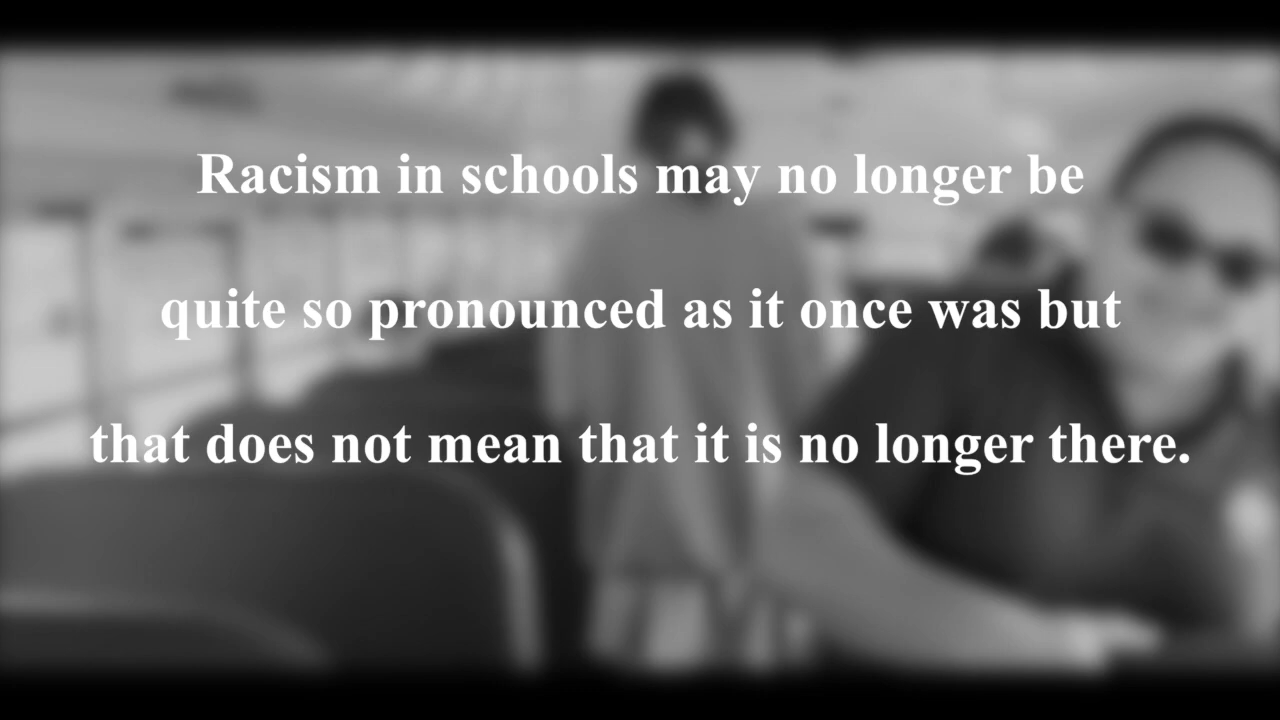 Racism in schools may no longer be
quite so pronounced as it once was but
that does not mean that it is no longer there.